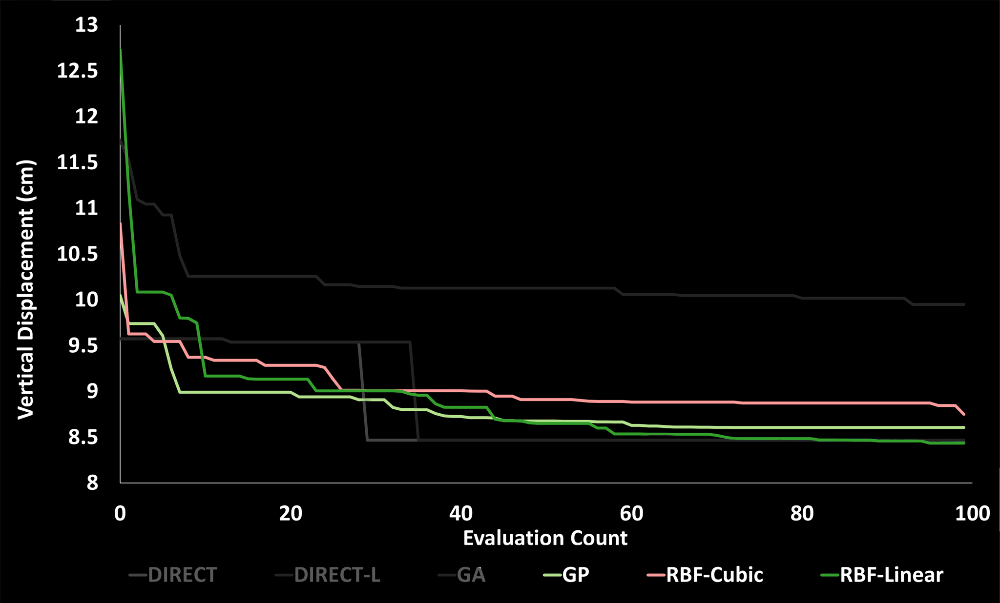 13
12.5
12
11.5
11
10.5
10
9.5
9
8.5
8
Vertical Displacement (cm)
0 20 40 60 80 100
Evaluation Count
DIRECT DIRECT-L GA GP RBF-Cubic RBF-Linear